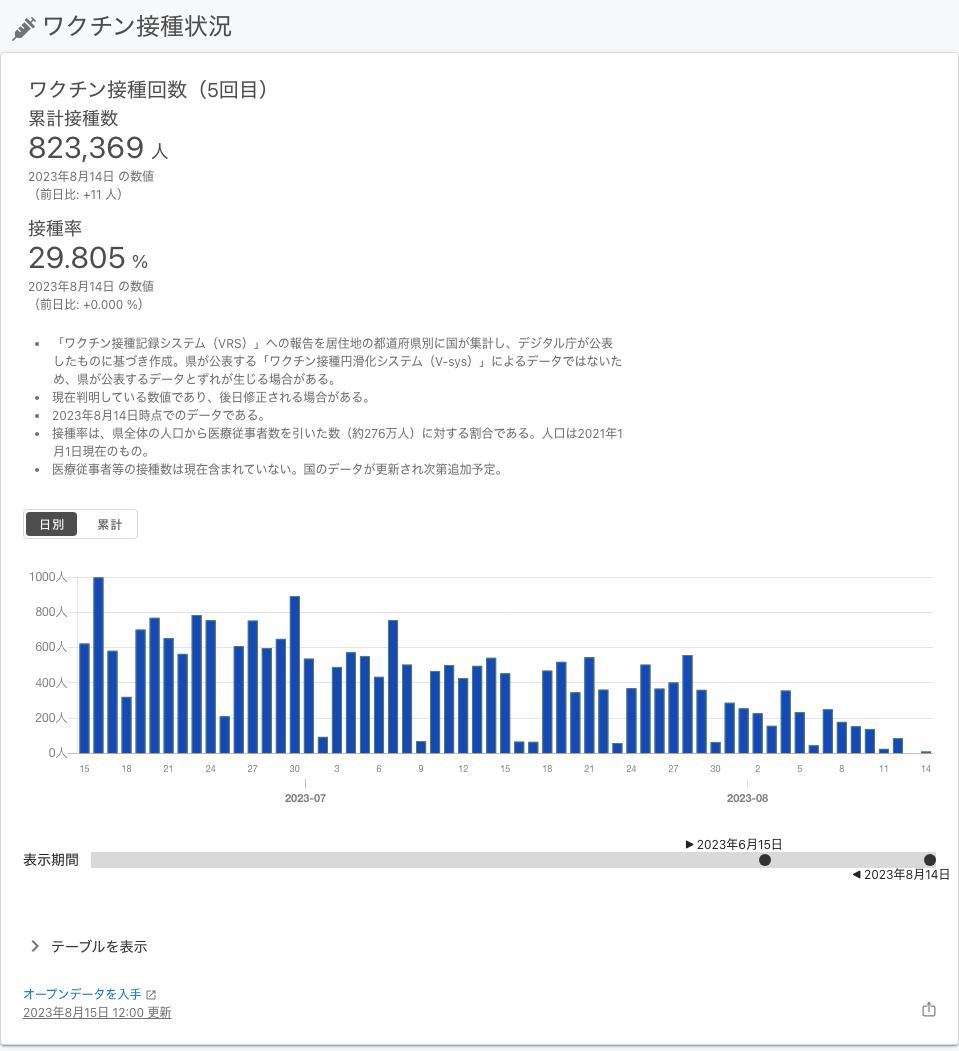 ワクチン接種状況
ワクチン接種回数（5回目）
累計接種数
823,369 人
2023年8月14日 の数値
（前日比: +11 人）
接種率
29.805 %
2023年8月14日 の数値
（前日比: +0.000 %）
• 「ワクチン接種記録システム（VRS）」への報告を居住地の都道府県別に国が集計し、デジタル庁が公表
したものに基づき作成。県が公表する「ワクチン接種円滑化システム（V-sys）」によるデータではないた
め、県が公表するデータとずれが生じる場合がある。
• 現在判明している数値であり、後日修正される場合がある。
• 2023年8月14日時点でのデータである。
• 接種率は、県全体の人口から医療従事者数を引いた数（約276万人）に対する割合である。人口は2021年1
月1日現在のもの。
• 医療従事者等の接種数は現在含まれていない。国のデータが更新され次第追加予定。
日別 累計
1000人
800人
600人
400人
200人
0人
15 18 21 24 27 30 3 6 9 12 15 18 21 24 27 30 2 5 8 11 14
2023-07 2023-08
▶ 2023年6月15日
表示期間
◀ 2023年8月14日
テーブルを表示
オープンデータを入手
2023年8月15日 12:00 更新